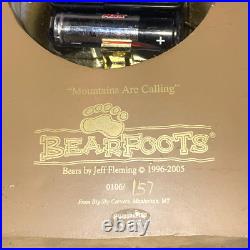 "Mountains Are Calling"
BEARFOOTS
Bears by Jeff Fleming © 1996-2005
0106/ 157
From Big Sky Carvers, Manhattan, MT